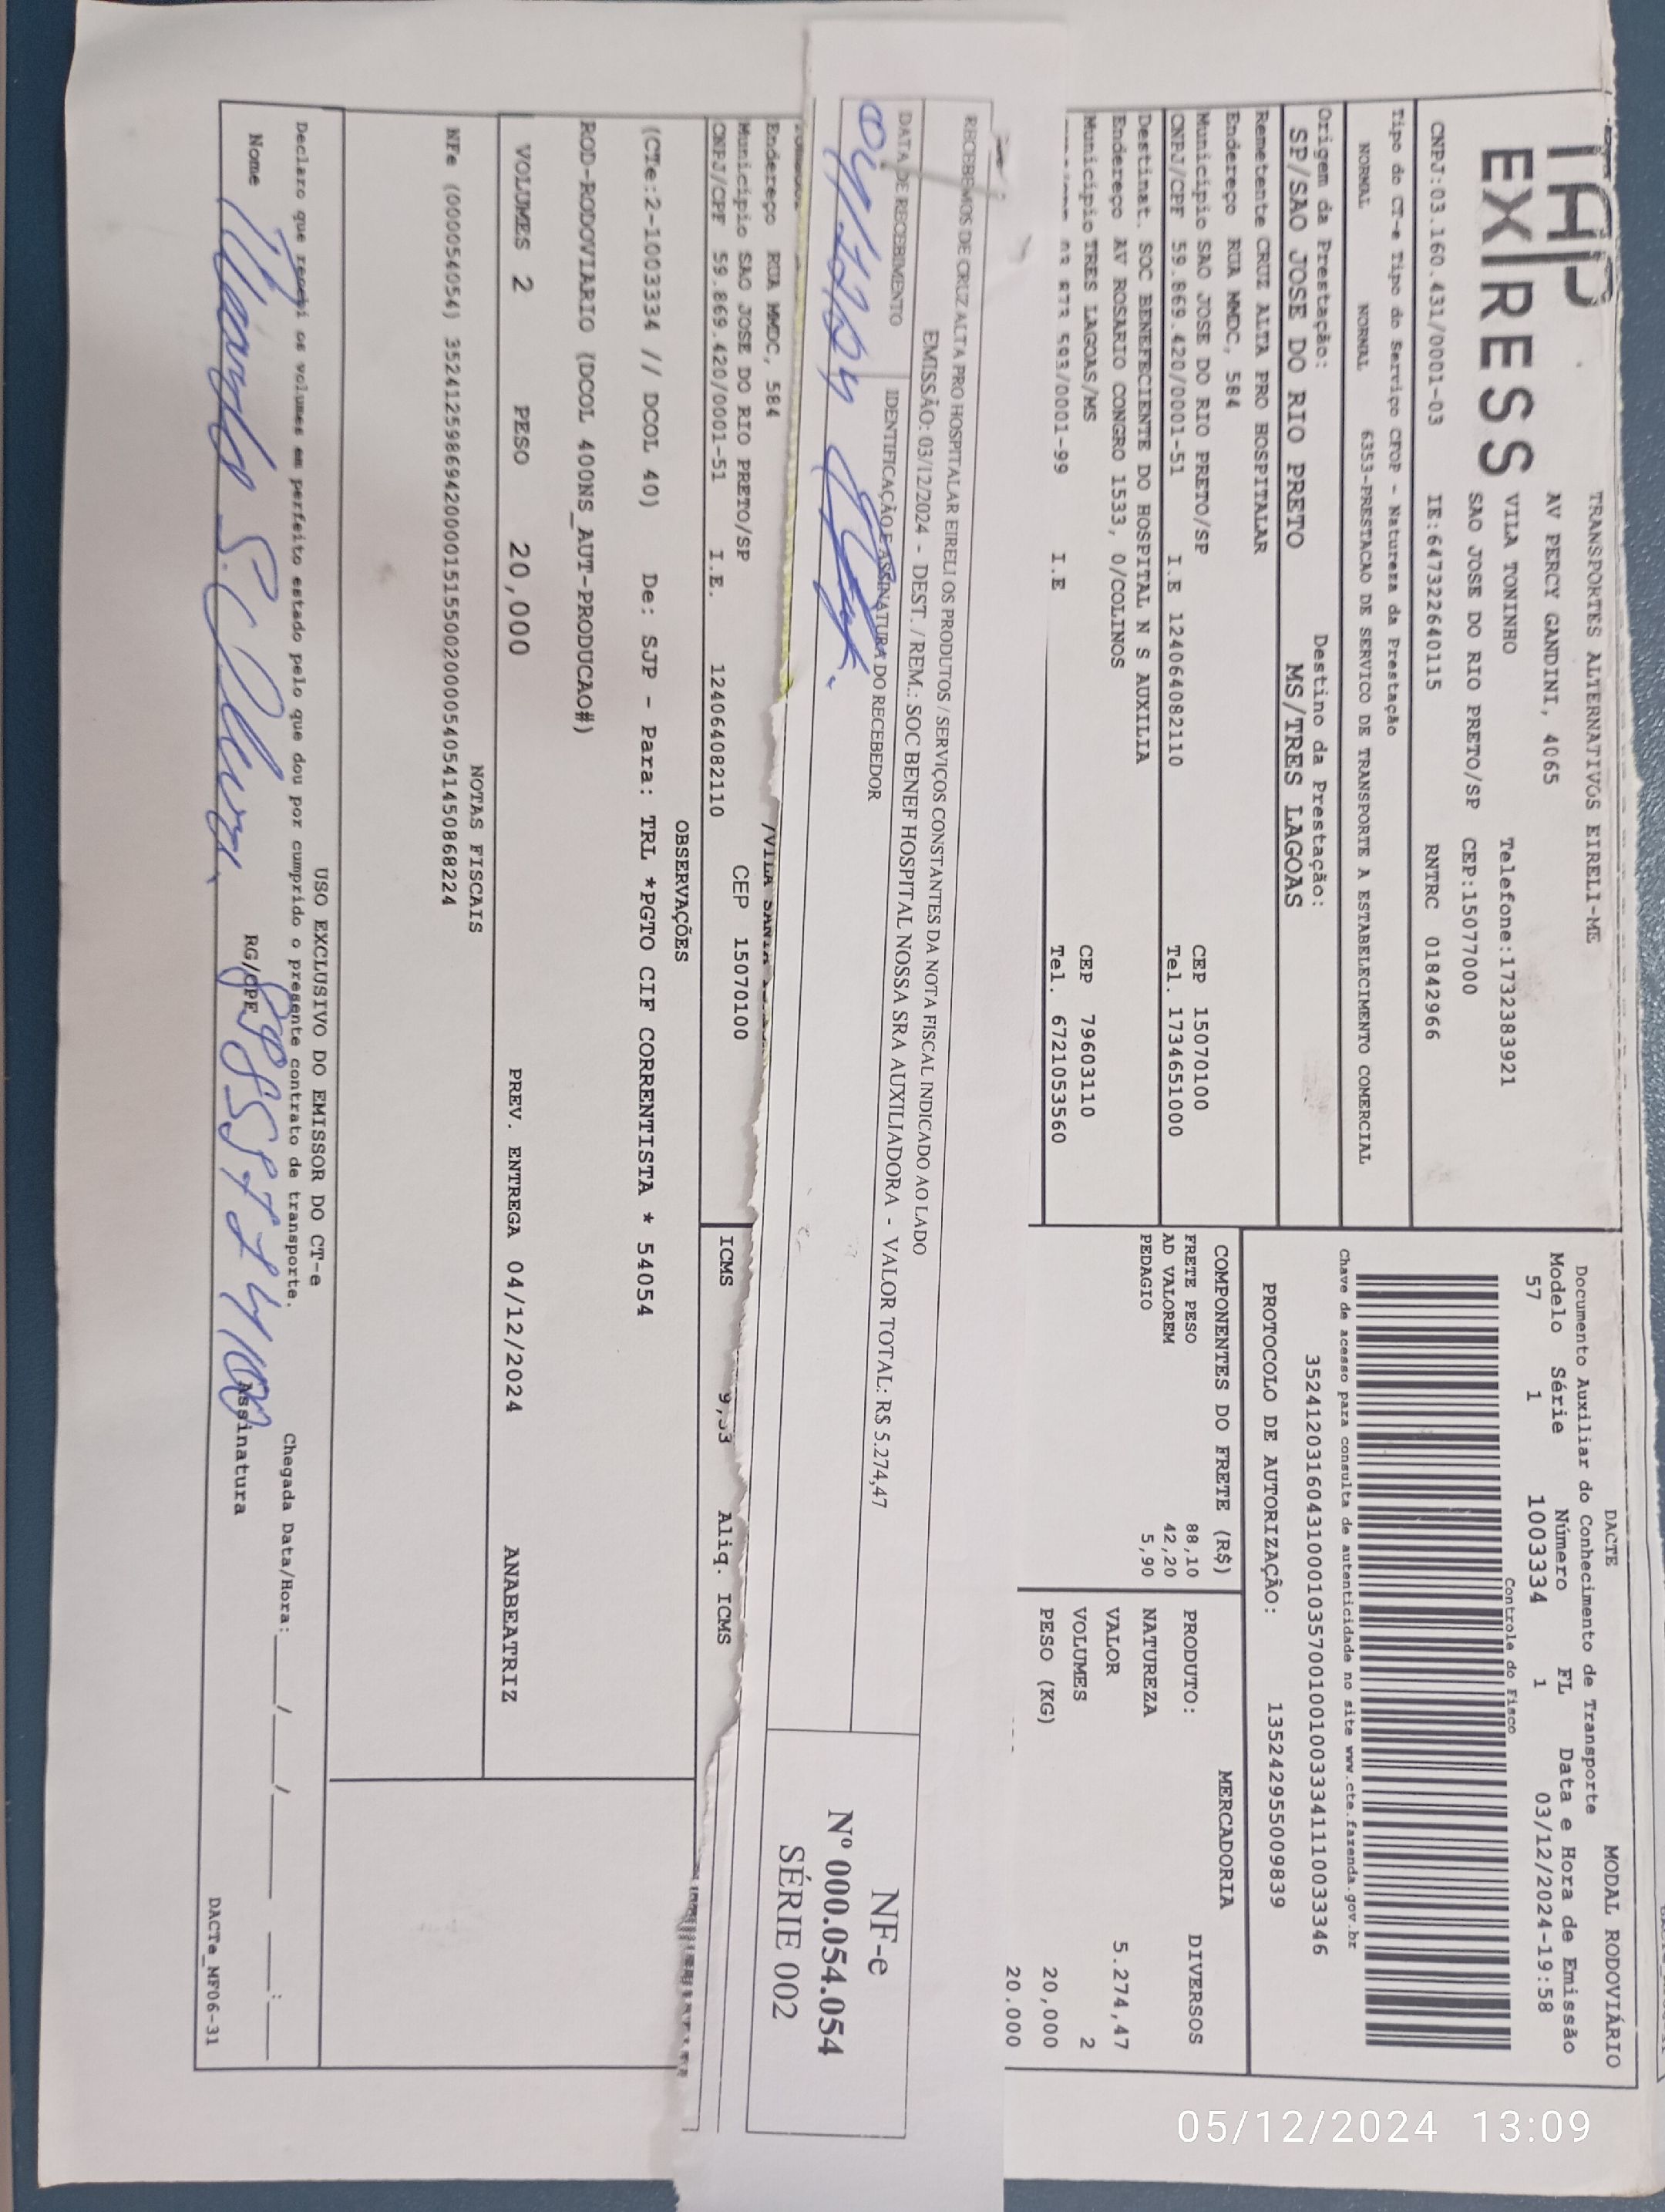 TAP
EXPRESS
TRANSPORTES ALTERNATIVOS EIRELI-ME
AV PERCY GANDINI, 4065
VILA TONINHO Telefone:1732383921
SAO JOSE DO RIO PRETO/SP CEP:15077000
CNPJ:03.160.431/0001-03 IE:647322640115 RNTRC 01842966
Tipo do CT-e Tipo do Serviço CFOP - Natureza da Prestação
NORMAL NORMAL 6353-PRESTACAO DE SERVICO DE TRANSPORTE A ESTABELECIMENTO COMERCIAL
Origem da Prestação: Destino da Prestação:
SP/SAO JOSE DO RIO PRETO MS/TRES LAGOAS
DACTE MODAL RODOVIÁRIO
Documento Auxiliar do Conhecimento de Transporte
Modelo Série Número FL Data e Hora de Emissão
57 1 1003334 1 03/12/2024-19:58
Controle do Fisco
Chave de acesso para consulta de autenticidade no site www.cte.fazenda.gov.br
35241203160431000103570010010033341110033346
PROTOCOLO DE AUTORIZAÇÃO: 135242955009839
Remetente CRUZ ALTA PRO HOSPITALAR
Endereço RUA MMDC, 584
Municipio SAO JOSE DO RIO PRETO/SP CEP 15070100
CNPJ/CPF 59.869.420/0001-51 I.E 124064082110 Tel. 1734651000
Destinat. SOC BENEFECIENTE DO HOSPITAL N S AUXILIA
Endereço AV ROSARIO CONGRO 1533, 0/COLINOS
Municipio TRES LAGOAS/MS CEP 79603110
03.873.593/0001-99 I.E Tel. 6721053560
COMPONENTES DO FRETE (R$)
FRETE PESO 88,10
AD VALOREM 42,20
PEDAGIO 5,90
MERCADORIA
PRODUTO: DIVERSOS
NATUREZA
VALOR 5.274,47
VOLUMES 2
PESO (KG) 20,000
20.000
RECEBEMOS DE CRUZ ALTA PRO HOSPITALAR EIRELI OS PRODUTOS / SERVIÇOS CONSTANTES DA NOTA FISCAL INDICADO AO LADO
EMISSÃO: 03/12/2024 - DEST. / REM.: SOC BENEF HOSPITAL NOSSA SRA AUXILIADORA - VALOR TOTAL: R$ 5.274,47
DATA DE RECEBIMENTO IDENTIFICAÇÃO E ASSINATURA DO RECEBEDOR
04/12/24
NF-e
Nº 000.054.054
SÉRIE 002
Endereço RUA MMDC, 584 /VILA SANTA
Municipio SAO JOSE DO RIO PRETO/SP CEP 15070100
CNPJ/CPF 59.869.420/0001-51 I.E. 124064082110
ICMS Aliq. ICMS
OBSERVAÇÕES
(CTe:2-1003334 // DCOL 40) De: SJP - Para: TRL *PGTO CIF CORRENTISTA * 54054
ROD-RODOVIARIO (DCOL 400NS_AUT-PRODUCAO#)
VOLUMES 2 PESO 20,000 PREV. ENTREGA 04/12/2024 ANABEATRIZ
NOTAS FISCAIS
NFe (000054054) 35241259869420000151550020000540541450868224
USO EXCLUSIVO DO EMISSOR DO CT-e
Declaro que recebi os volumes em perfeito estado pelo que dou por cumprido o presente contrato de transporte. Chegada Data/Hora:___/___/_____ __:__
Nome RG/CPF Assinatura
DACTe_MF06-31
05/12/2024 13:09